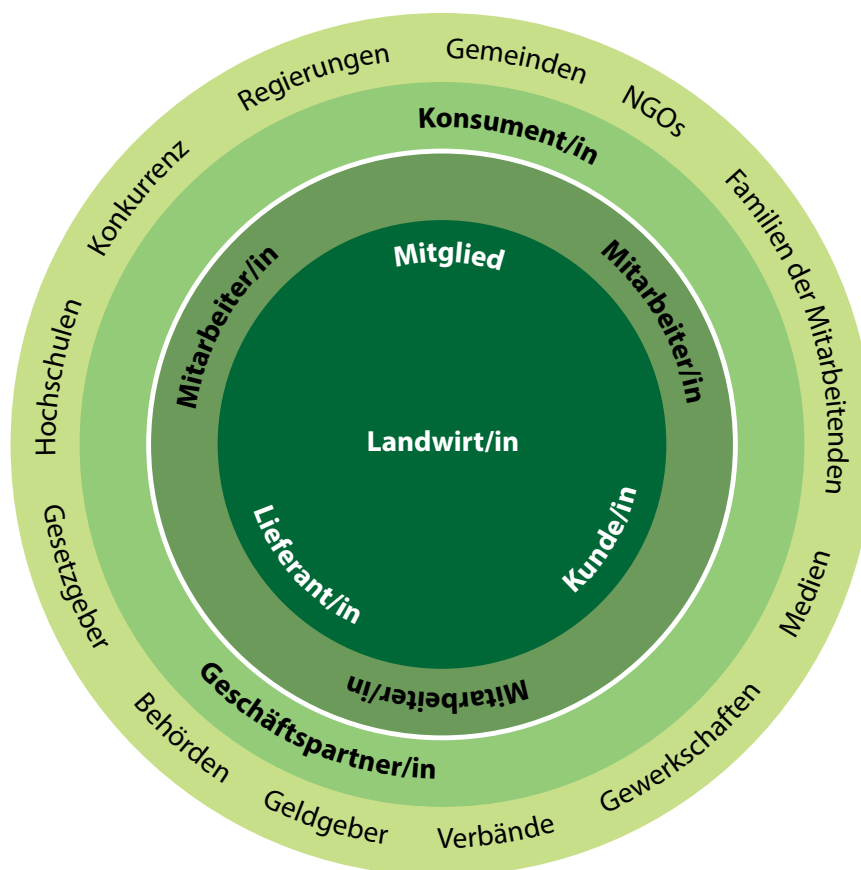 Regierungen
Gemeinden
NGOs
Familien der Mitarbeitenden
Medien
Gewerkschaften
Verbände
Geldgeber
Behörden
Gesetzgeber
Hochschulen
Konkurrenz
Konsument/in
Geschäftspartner/in
Mitarbeiter/in
Mitarbeiter/in
Mitarbeiter/in
Mitglied
Landwirt/in
Lieferant/in
Kunde/in